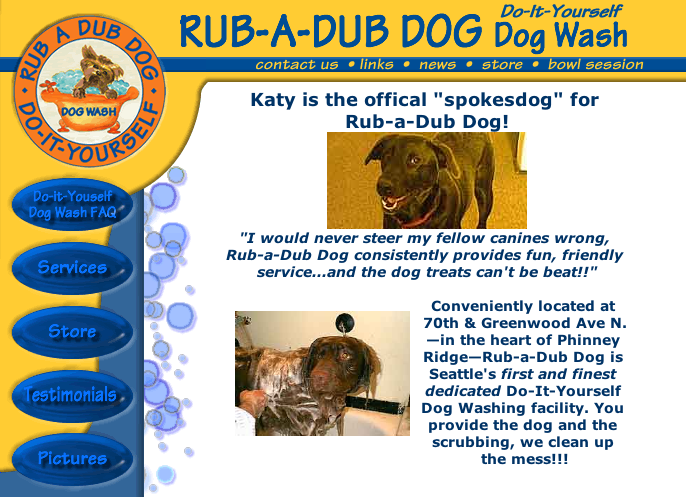 RUB-A-DUB DOG Do-It-Yourself Dog Wash
contact us • links • news • store • bowl session
RUB A DUB DOG
DOG WASH
DO-IT-YOURSELF
Katy is the offical "spokesdog" for
Rub-a-Dub Dog!
"I would never steer my fellow canines wrong,
Rub-a-Dub Dog consistently provides fun, friendly
service...and the dog treats can't be beat!!"
Do-It-Youself
Dog Wash FAQ
Services
Store
Testimonials
Pictures
Conveniently located at
70th & Greenwood Ave N.
—in the heart of Phinney
Ridge—Rub-a-Dub Dog is
Seattle's first and finest
dedicated Do-It-Yourself
Dog Washing facility. You
provide the dog and the
scrubbing, we clean up
the mess!!!